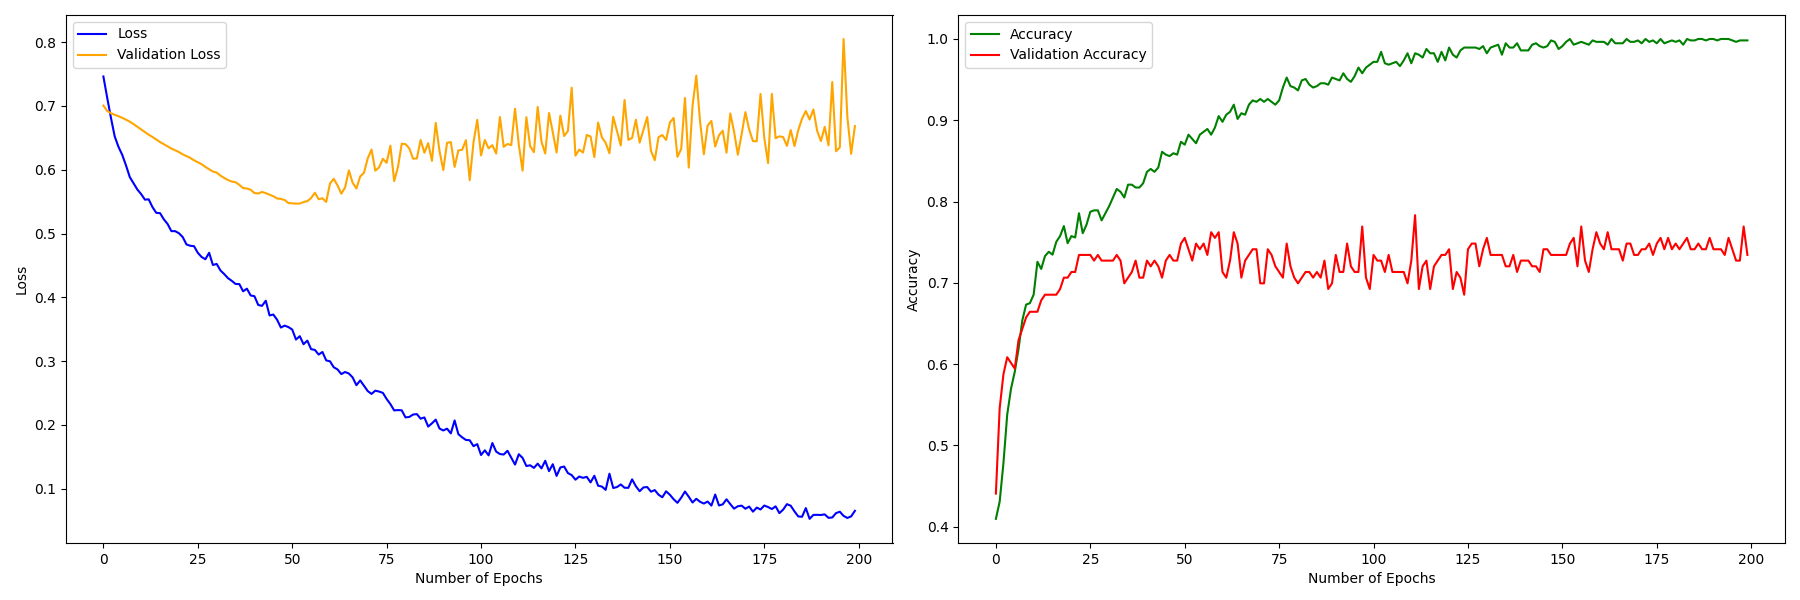 Loss
Validation Loss
0.8
0.7
0.6
0.5
0.4
0.3
0.2
0.1
Loss
0 25 50 75 100 125 150 175 200
Number of Epochs
Accuracy
Validation Accuracy
1.0
0.9
0.8
0.7
0.6
0.5
0.4
Accuracy
0 25 50 75 100 125 150 175 200
Number of Epochs